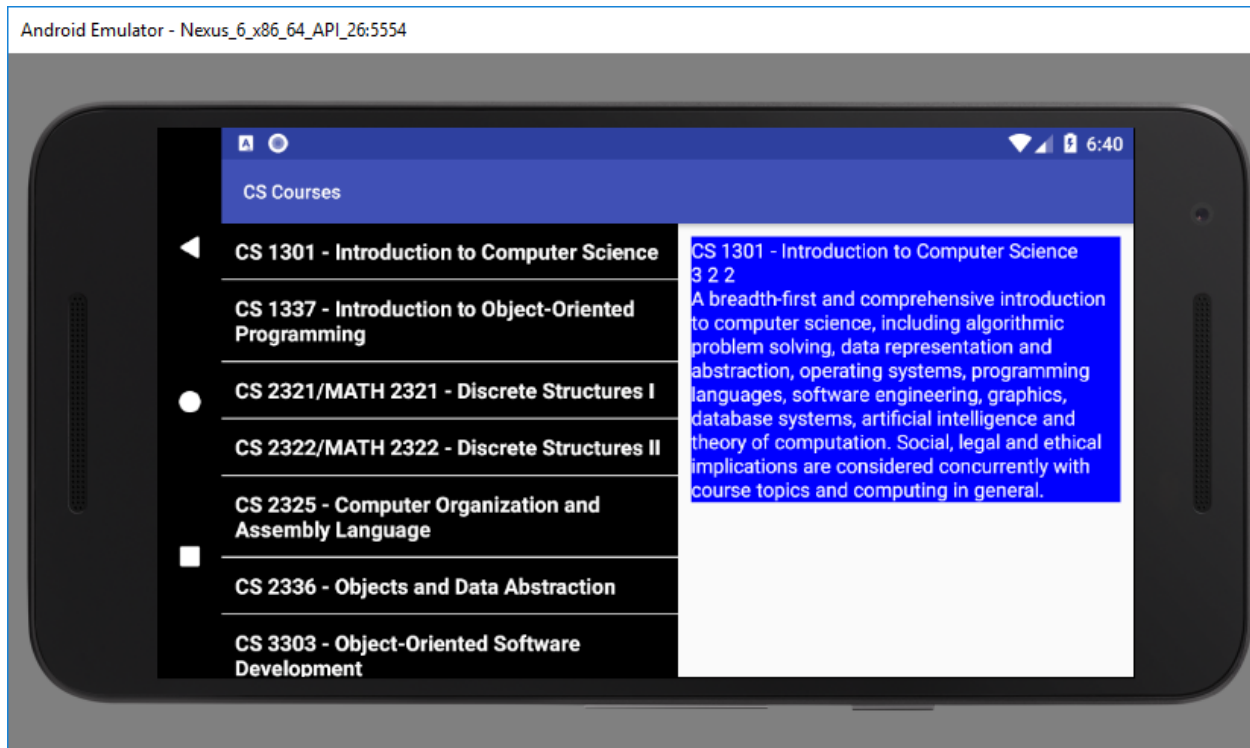 Android Emulator - Nexus_6_x86_64_API_26:5554
6:40
CS Courses
CS 1301 - Introduction to Computer Science
CS 1337 - Introduction to Object-Oriented
Programming
CS 2321/MATH 2321 - Discrete Structures I
CS 2322/MATH 2322 - Discrete Structures II
CS 2325 - Computer Organization and
Assembly Language
CS 2336 - Objects and Data Abstraction
CS 3303 - Object-Oriented Software
Development
CS 1301 - Introduction to Computer Science
3 2 2
A breadth-first and comprehensive introduction
to computer science, including algorithmic
problem solving, data representation and
abstraction, operating systems, programming
languages, software engineering, graphics,
database systems, artificial intelligence and
theory of computation. Social, legal and ethical
implications are considered concurrently with
course topics and computing in general.